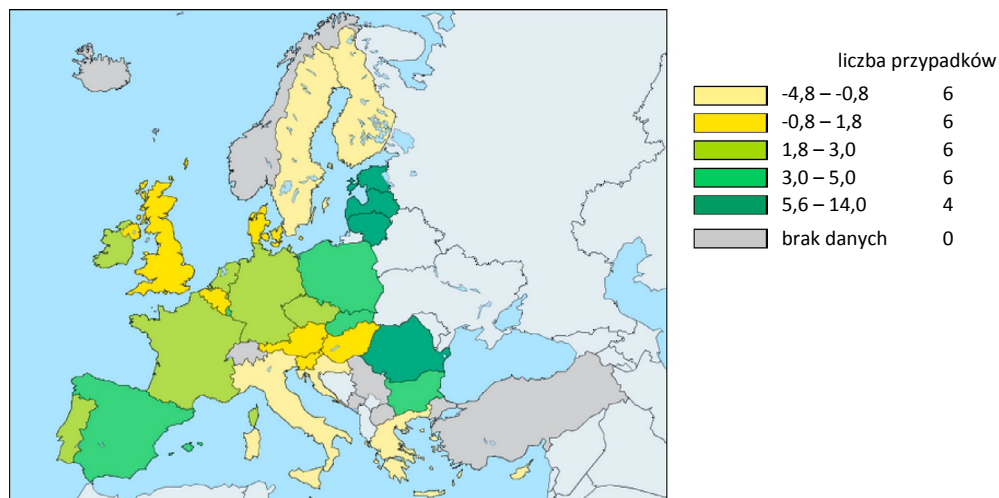 liczba przypadków
-4,8 – -0,8 6
-0,8 – 1,8 6
1,8 – 3,0 6
3,0 – 5,0 6
5,6 – 14,0 4
brak danych 0